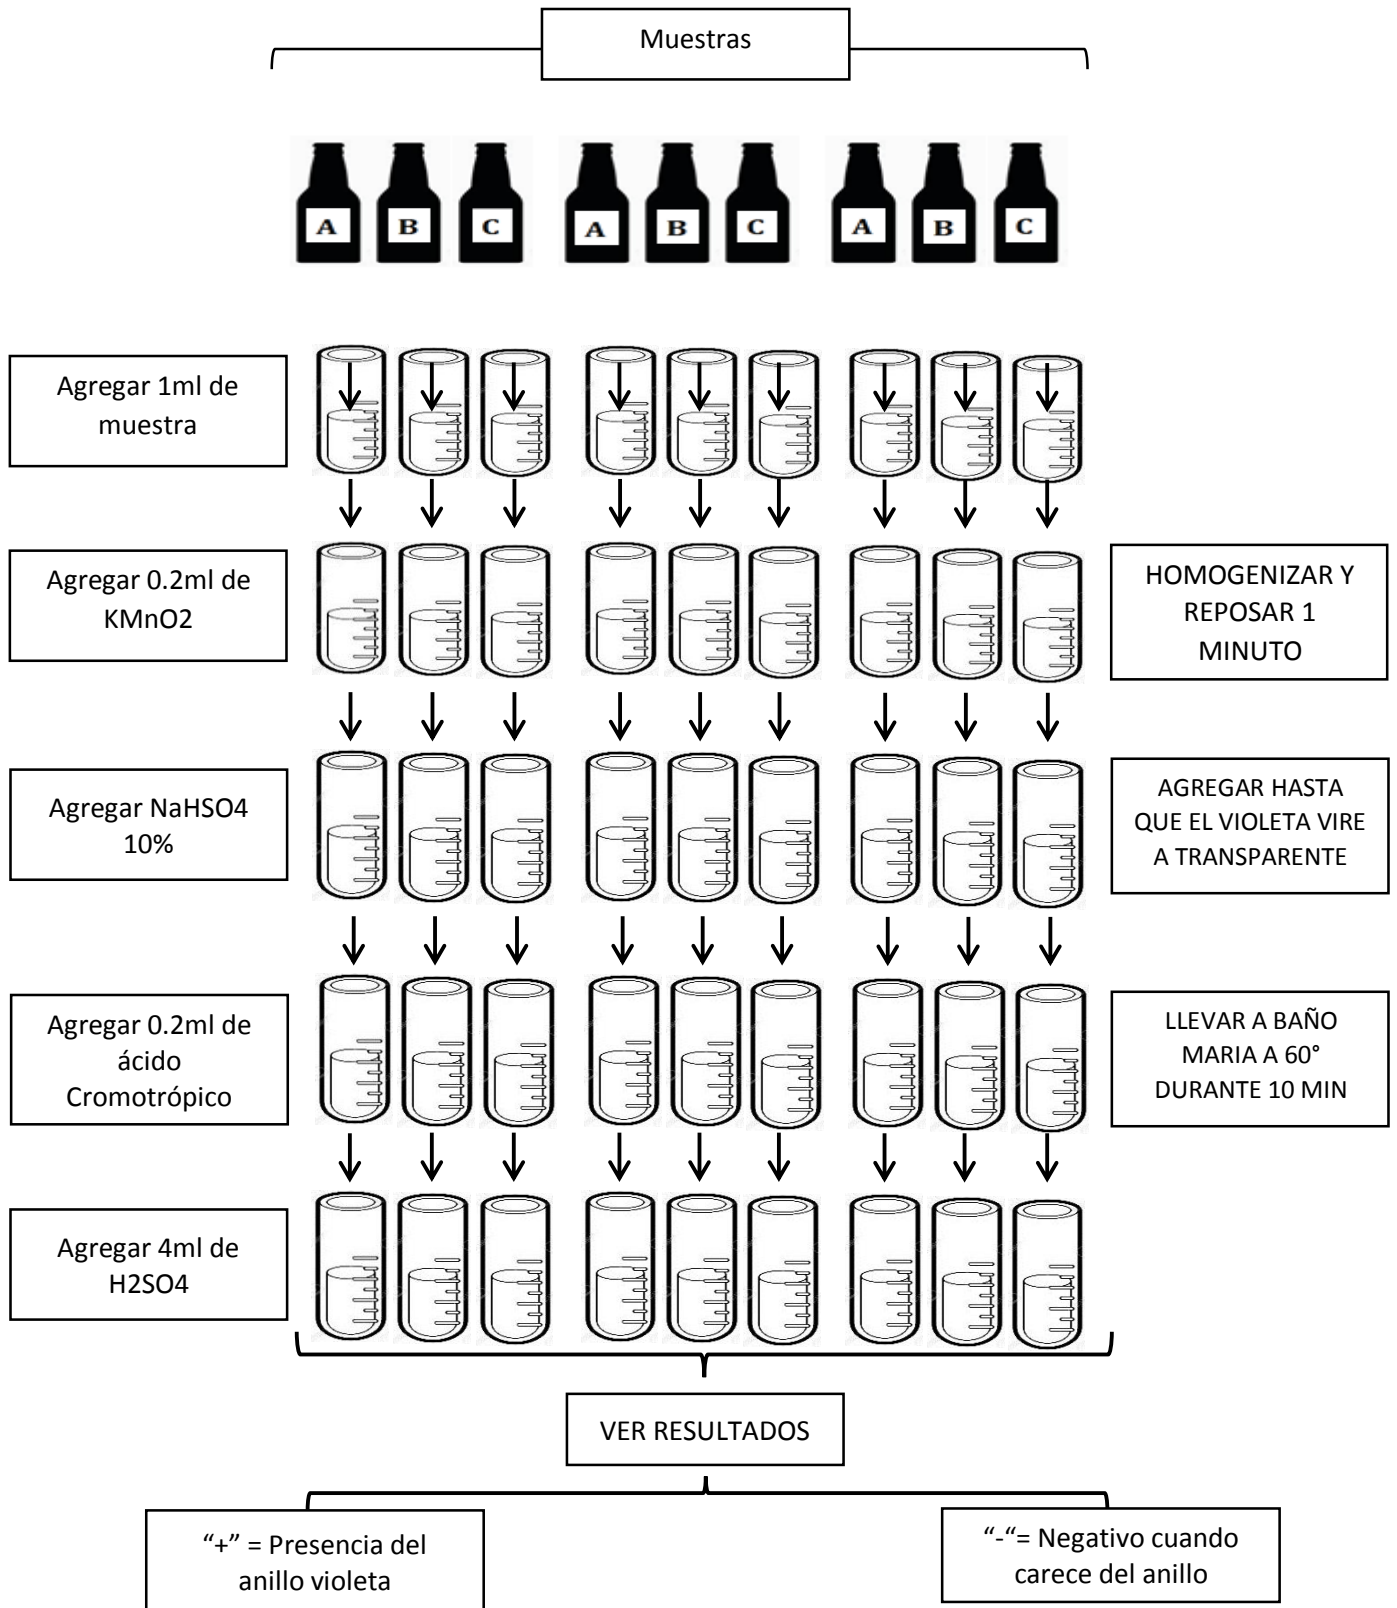 Muestras
A B C A B C A B C
Agregar 1ml de
muestra
Agregar 0.2ml de
KMnO2
HOMOGENIZAR Y
REPOSAR 1
MINUTO
Agregar NaHSO4
10%
AGREGAR HASTA
QUE EL VIOLETA VIRE
A TRANSPARENTE
Agregar 0.2ml de
ácido
Cromotrópico
LLEVAR A BAÑO
MARIA A 60°
DURANTE 10 MIN
Agregar 4ml de
H2SO4
VER RESULTADOS
“+” = Presencia del
anillo violeta
“-“= Negativo cuando
carece del anillo